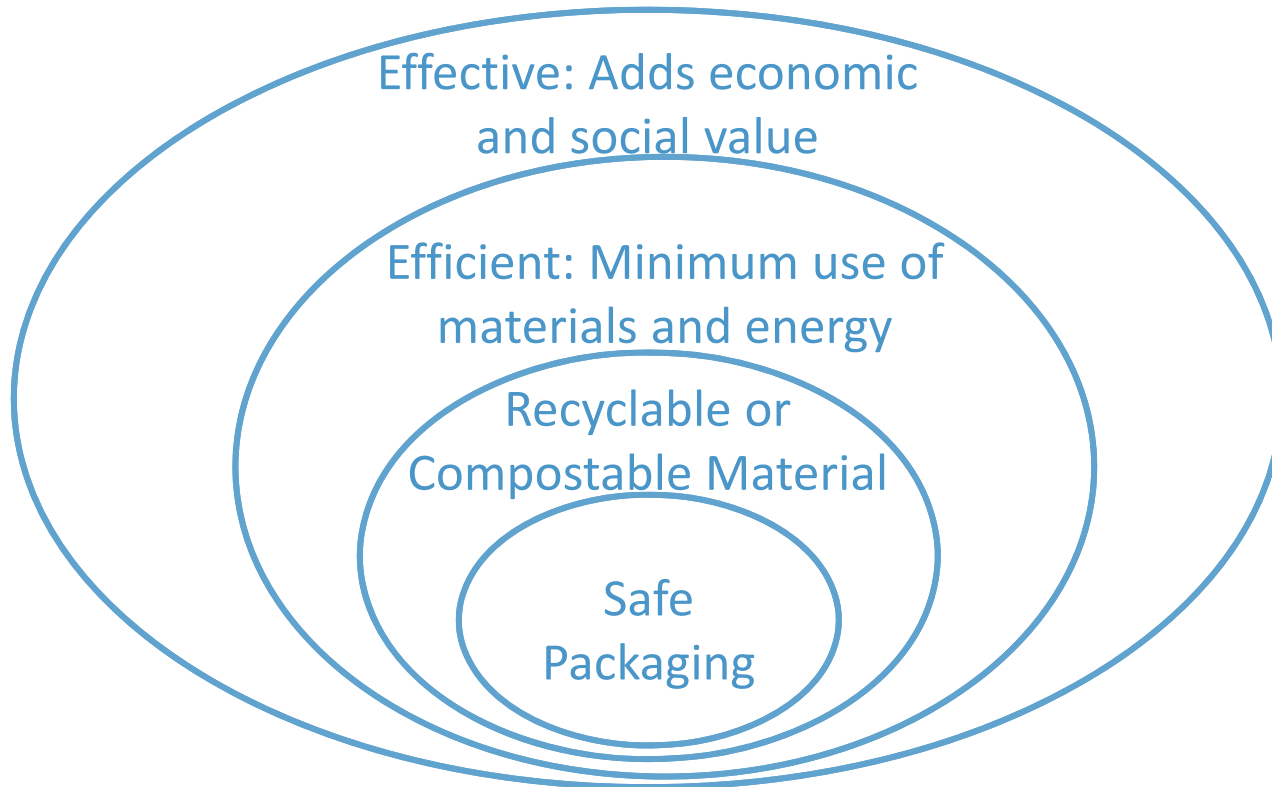 Effective: Adds economic
and social value
Efficient: Minimum use of
materials and energy
Recyclable or
Compostable Material
Safe
Packaging